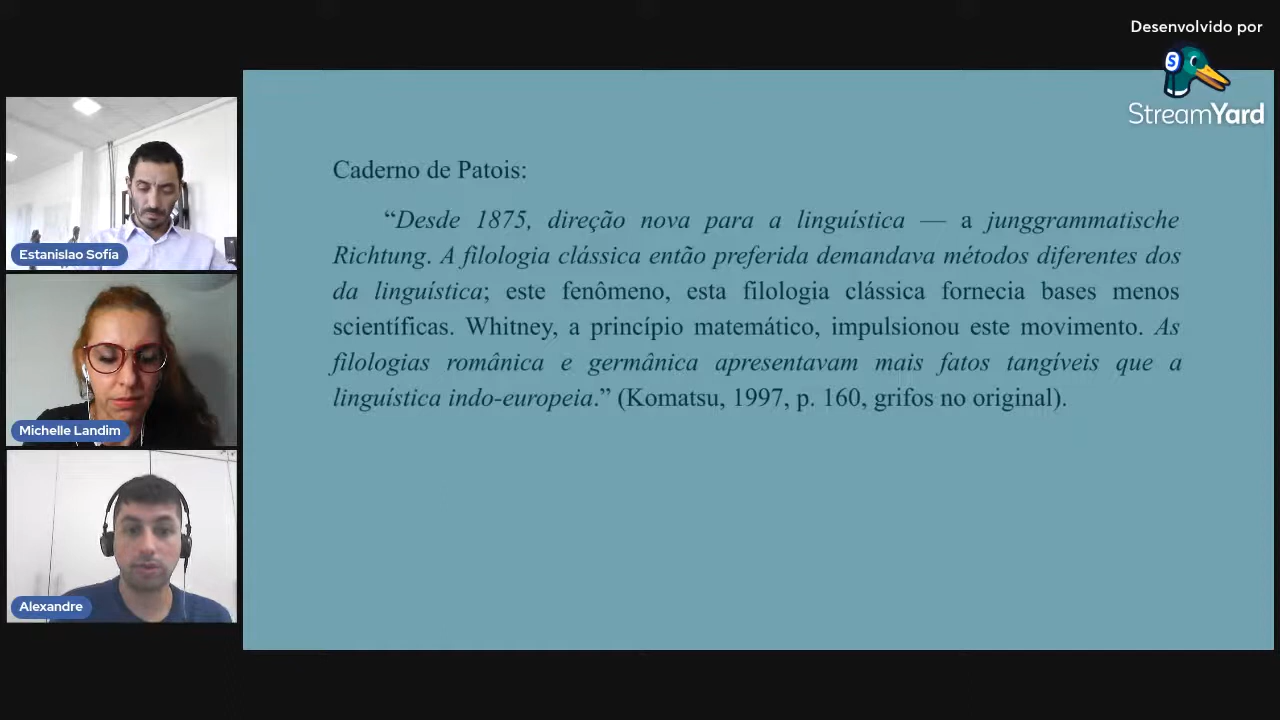 Desenvolvido por
StreamYard
Caderno de Patois:
“Desde 1875, direção nova para a linguística — a junggrammatische
Richtung. A filologia clássica então preferida demandava métodos diferentes dos
da linguística; este fenômeno, esta filologia clássica fornecia bases menos
científicas. Whitney, a princípio matemático, impulsionou este movimento. As
filologias românica e germânica apresentavam mais fatos tangíveis que a
linguística indo-europeia.” (Komatsu, 1997, p. 160, grifos no original).
Estanislao Sofía
Michelle Landim
Alexandre